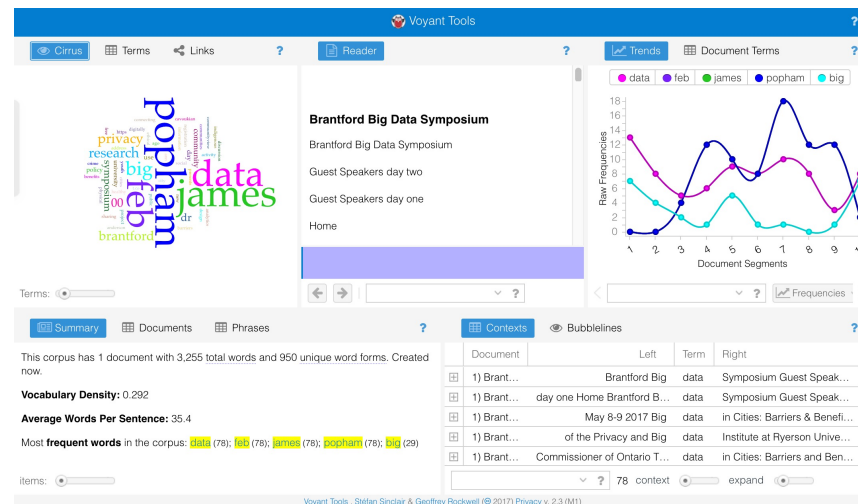 Voyant Tools
?
Cirrus Terms Links ?
popham
data
james
feb
big
privacy
research
symposium
community
brantford
00
dr
university
policy
use
day
Terms:
Reader ?
Brantford Big Data Symposium
Brantford Big Data Symposium
Guest Speakers day two
Guest Speakers day one
Home
?
Trends Document Terms ?
data feb james popham big
Raw Frequencies
18
16
14
12
10
8
6
4
2
0
1 2 3 4 5 6 7 8 9
Document Segments
? Frequencies
Summary Documents Phrases ?
This corpus has 1 document with 3,255 total words and 950 unique word forms. Created
now.
Vocabulary Density: 0.292
Average Words Per Sentence: 35.4
Most frequent words in the corpus: data (78); feb (78); james (78); popham (78); big (29)
items:
Contexts Bubblelines ?
Document Left Term Right
1) Brant... Brantford Big data Symposium Guest Speak...
1) Brant... day one Home Brantford B... data Symposium Guest Speak...
1) Brant... May 8-9 2017 Big data in Cities: Barriers & Benefi...
1) Brant... of the Privacy and Big data Institute at Ryerson Unive...
1) Brant... Commissioner of Ontario T... data in Cities: Barriers and Ben...
? 78 context expand
Voyant Tools , Stéfan Sinclair & Geoffrey Rockwell (© 2017) Privacy v. 2.3 (M1)